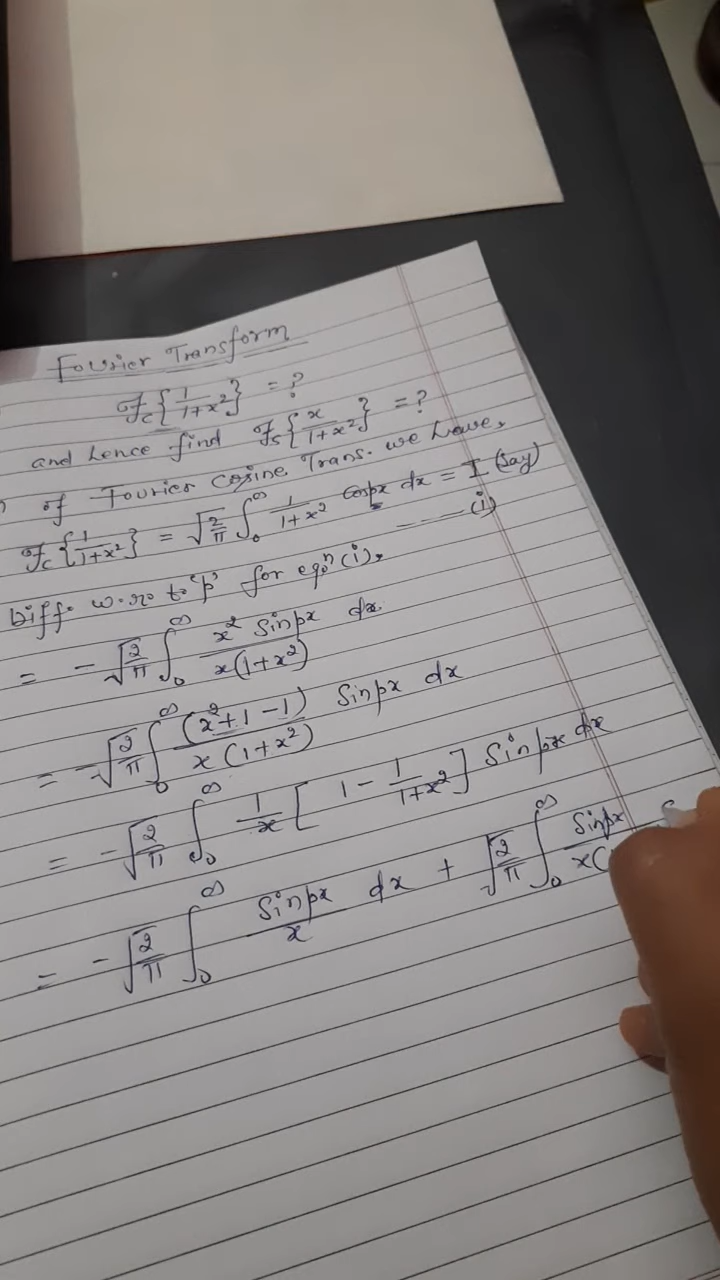 Fourier Transform
F_c{1/(1+x²)} = ?
and hence find F_s{x/(1+x²)} = ?
of Fourier Cosine Trans. we have,
F_c{1/(1+x²)} = √(2/π) ∫₀^∞ 1/(1+x²) Cospx dx = I (Say)
------(i)
Diff. w.r. to 'p' for eqⁿ(i).
= -√(2/π) ∫₀^∞ x² Sinpx / x(1+x²) dx
= -√(2/π) ∫₀^∞ (x²+1-1) / x(1+x²) Sinpx dx
= -√(2/π) ∫₀^∞ 1/x [1 - 1/(1+x²)] Sinpx dx
= -√(2/π) ∫₀^∞ Sinpx / x dx + √(2/π) ∫₀^∞ Sinpx / x(